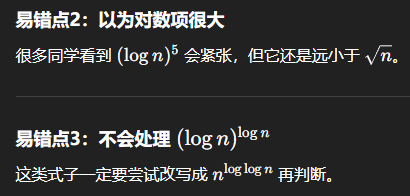 易错点2：以为对数项很大
很多同学看到 $(\log n)^5$ 会紧张，但它还是远小于 $\sqrt{n}$。
易错点3：不会处理 $(\log n)^{\log n}$
这类式子一定要尝试改写成 $n^{\log \log n}$ 再判断。